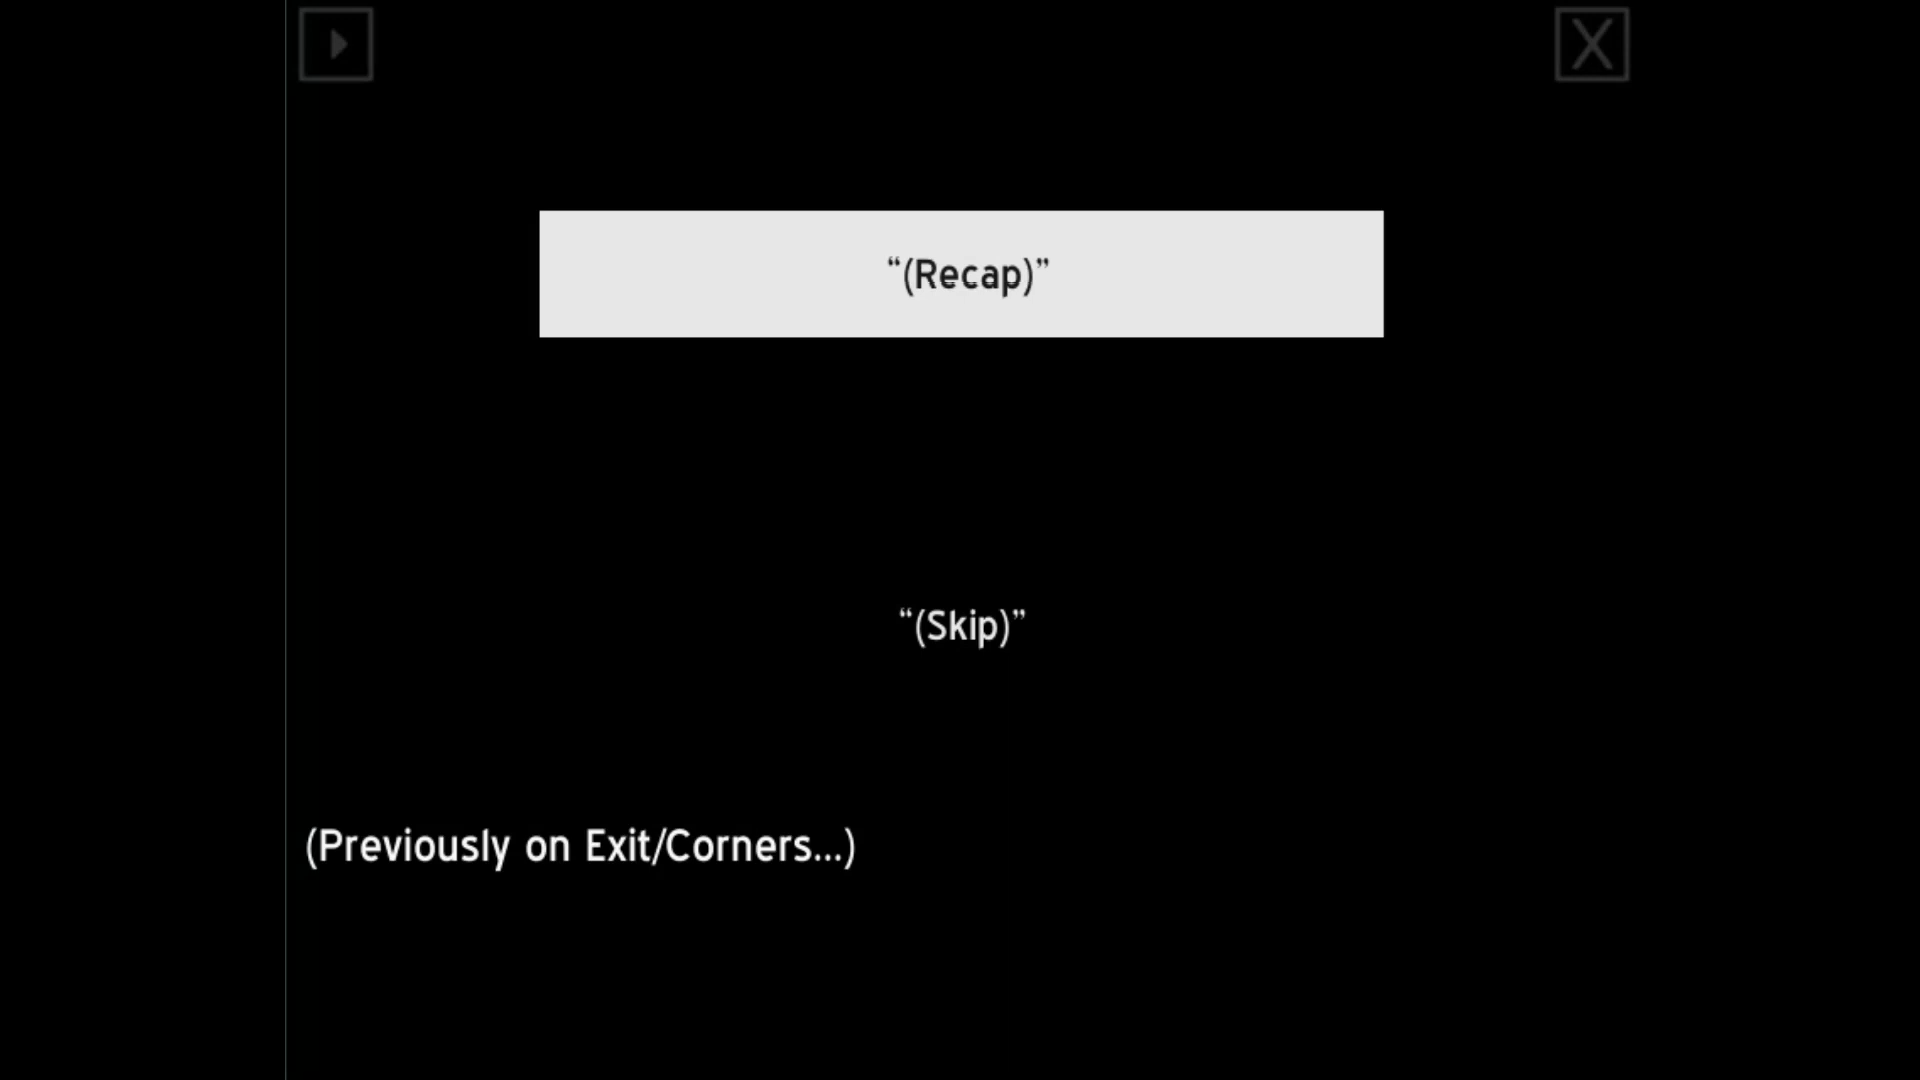 X
“(Recap)”
“(Skip)”
(Previously on Exit/Corners...)